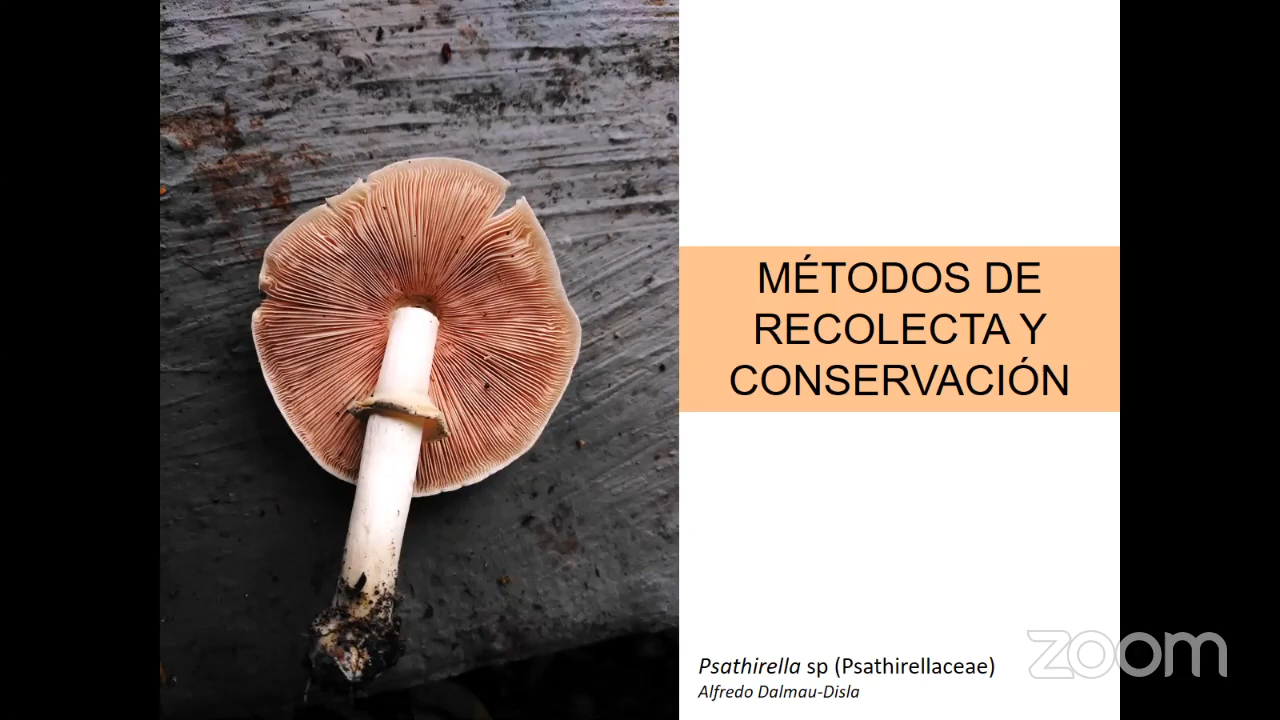 MÉTODOS DE
RECOLECTA Y
CONSERVACIÓN
Psathirella sp (Psathirellaceae)
Alfredo Dalmau-Disla
zoom